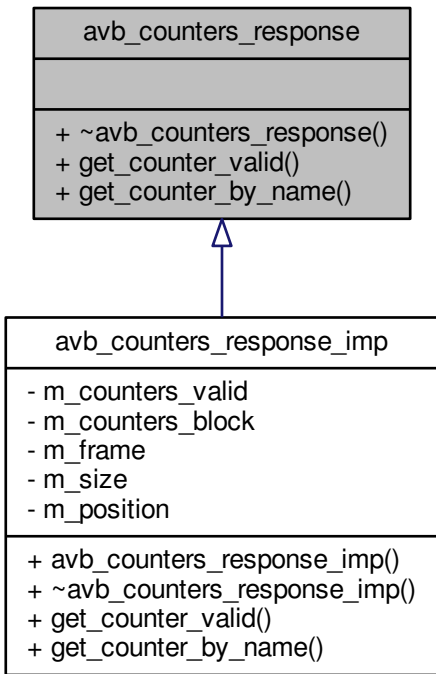 avb_counters_response
+ ~avb_counters_response()
+ get_counter_valid()
+ get_counter_by_name()
avb_counters_response_imp
- m_counters_valid
- m_counters_block
- m_frame
- m_size
- m_position
+ avb_counters_response_imp()
+ ~avb_counters_response_imp()
+ get_counter_valid()
+ get_counter_by_name()